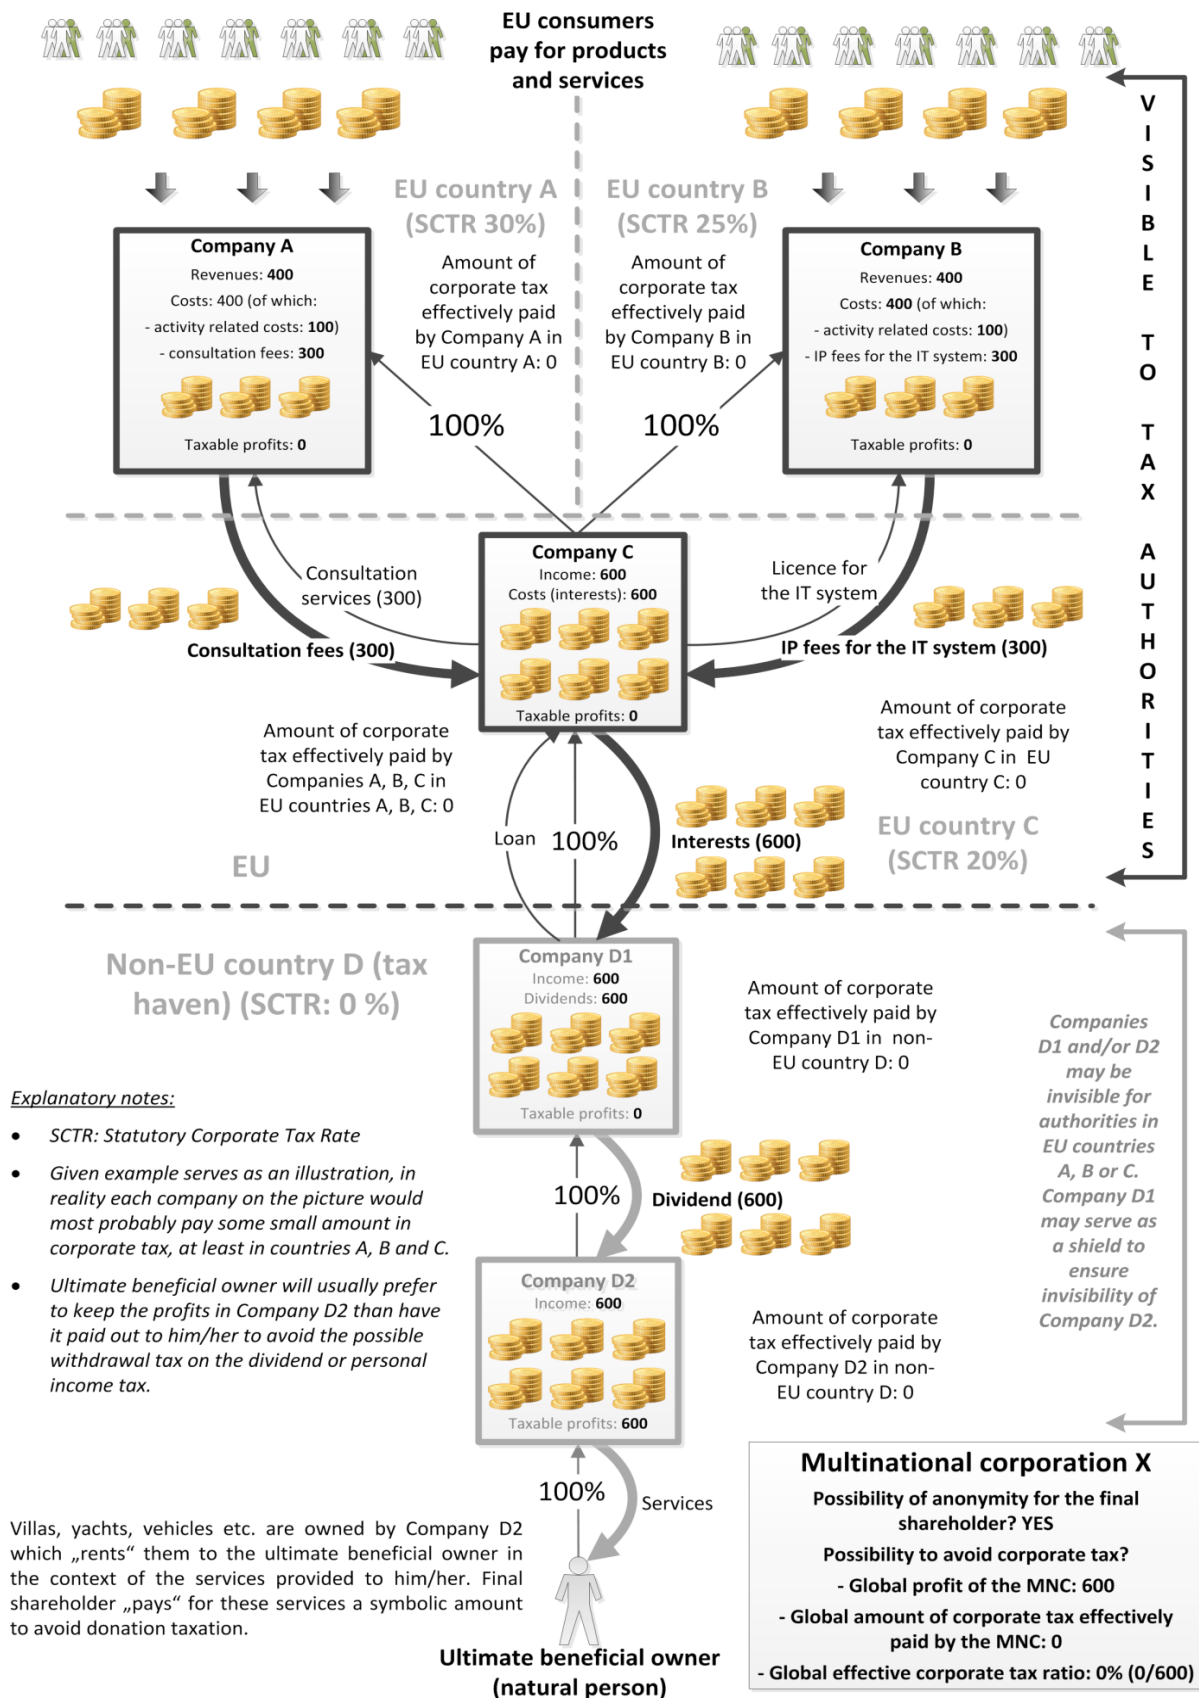 EU consumers
pay for products
and services
EU country A
(SCTR 30%)
EU country B
(SCTR 25%)
Company A
Revenues: 400
Costs: 400 (of which:
- activity related costs: 100)
- consultation fees: 300
Taxable profits: 0
Amount of
corporate tax
effectively paid
by Company A in
EU country A: 0
Amount of
corporate tax
effectively paid
by Company B in
EU country B: 0
Company B
Revenues: 400
Costs: 400 (of which:
- activity related costs: 100)
- IP fees for the IT system: 300
Taxable profits: 0
100%
100%
VISIBLE TO TAX AUTHORITIES
Company C
Income: 600
Costs (interests): 600
Taxable profits: 0
Consultation
services (300)
Consultation fees (300)
Licence for
the IT system
IP fees for the IT system (300)
Amount of corporate
tax effectively paid by
Companies A, B, C in
EU countries A, B, C: 0
Amount of corporate
tax effectively paid by
Company C in EU
country C: 0
Loan
100%
Interests (600)
EU country C
(SCTR 20%)
EU
Non-EU country D (tax
haven) (SCTR: 0 %)
Company D1
Income: 600
Dividends: 600
Taxable profits: 0
Amount of corporate
tax effectively paid by
Company D1 in non-
EU country D: 0
Companies
D1 and/or D2
may be
invisible for
authorities in
EU countries
A, B or C.
Company D1
may serve as
a shield to
ensure
invisibility of
Company D2.
Explanatory notes:
• SCTR: Statutory Corporate Tax Rate
• Given example serves as an illustration, in
reality each company on the picture would
most probably pay some small amount in
corporate tax, at least in countries A, B and C.
• Ultimate beneficial owner will usually prefer
to keep the profits in Company D2 than have
it paid out to him/her to avoid the possible
withdrawal tax on the dividend or personal
income tax.
100%
Dividend (600)
Company D2
Income: 600
Taxable profits: 600
Amount of corporate
tax effectively paid by
Company D2 in non-
EU country D: 0
100%
Services
Villas, yachts, vehicles etc. are owned by Company D2
which „rents“ them to the ultimate beneficial owner in
the context of the services provided to him/her. Final
shareholder „pays“ for these services a symbolic amount
to avoid donation taxation.
Ultimate beneficial owner
(natural person)
Multinational corporation X
Possibility of anonymity for the final
shareholder? YES
Possibility to avoid corporate tax?
- Global profit of the MNC: 600
- Global amount of corporate tax effectively
paid by the MNC: 0
- Global effective corporate tax ratio: 0% (0/600)